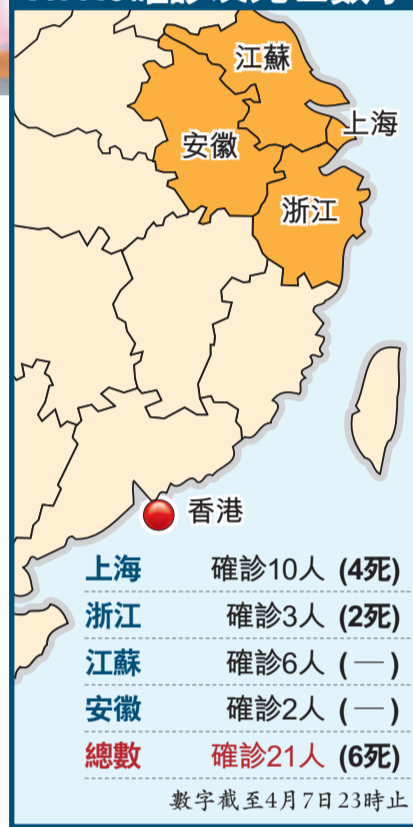 江蘇
上海
安徽
浙江
香港
上海 確診10人 (4死)
浙江 確診3人 (2死)
江蘇 確診6人 (—)
安徽 確診2人 (—)
總數 確診21人 (6死)
數字截至4月7日23時止